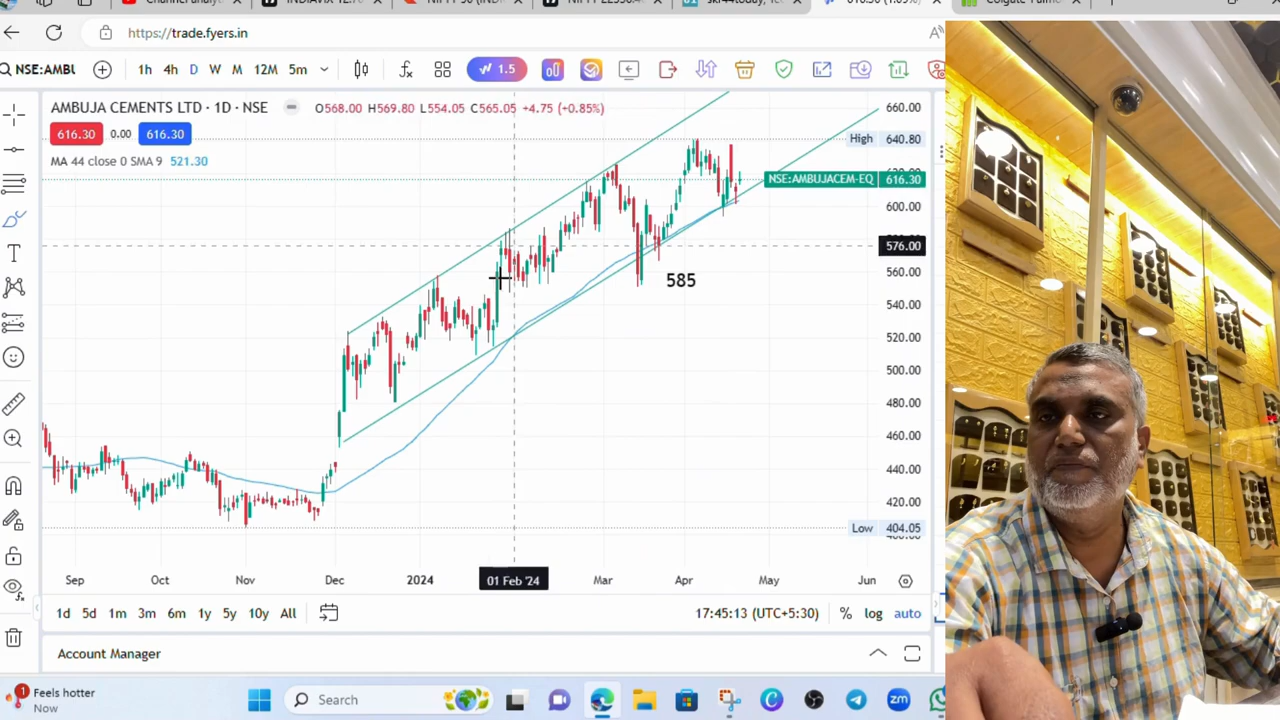 https://trade.fyers.in
NSE:AMBU
1h 4h D W M 12M 5m
1.5
AMBUJA CEMENTS LTD · 1D · NSE
O568.00 H569.80 L554.05 C565.05 +4.75 (+0.85%)
616.30 0.00 616.30
MA 44 close 0 SMA 9 521.30
660.00
High 640.80
NSE:AMBUJACEM-EQ 616.30
600.00
576.00
560.00
585
540.00
520.00
500.00
480.00
460.00
440.00
420.00
Low 404.05
Sep Oct Nov Dec 2024 01 Feb '24 Mar Apr May Jun
1d 5d 1m 3m 6m 1y 5y 10y All
17:45:13 (UTC+5:30) % log auto
Account Manager
1
Feels hotter
Now
Search
zm